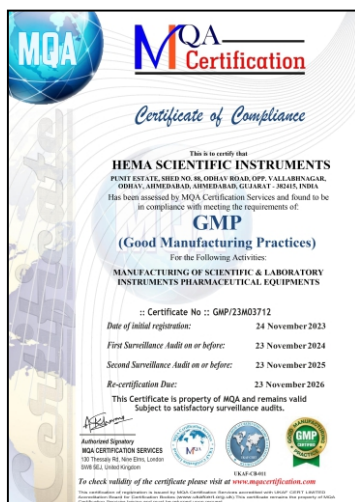 MQA
MQA
Certification
Certificate of Compliance
This is to certify that
HEMA SCIENTIFIC INSTRUMENTS
PUNIT ESTATE, SHED NO. 88, ODHAV ROAD, OPP. VALLABHNAGAR,
ODHAV, AHMEDABAD, AHMEDABAD, GUJARAT - 382415, INDIA
Has been assessed by MQA Certification Services and found to be
in compliance with meeting the requirements of:
GMP
(Good Manufacturing Practices)
For the Following Activities:
MANUFACTURING OF SCIENTIFIC & LABORATORY
INSTRUMENTS PHARMACEUTICAL EQUIPMENTS
:: Certificate No :: GMP/23M03712
Date of initial registration: 24 November 2023
First Surveillance Audit on or before: 23 November 2024
Second Surveillance Audit on or before: 23 November 2025
Re-certification Due: 23 November 2026
This Certificate is property of MQA and remains valid
Subject to satisfactory surveillance audits.
Authorized Signatory
MQA CERTIFICATION SERVICES
SW8 5EJ, United Kingdom
UKAF-CB#011
GMP
CERTIFIED
To check validity of the certificate please visit at www.mqacertification.com